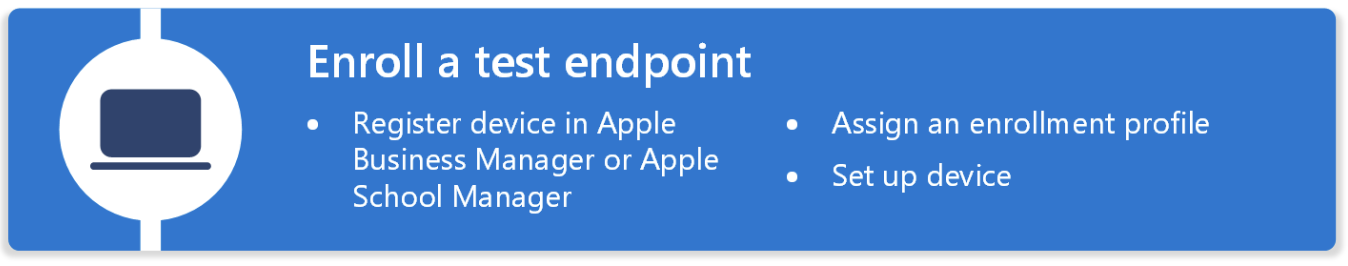 Enroll a test endpoint
• Register device in Apple
Business Manager or Apple
School Manager
• Assign an enrollment profile
• Set up device